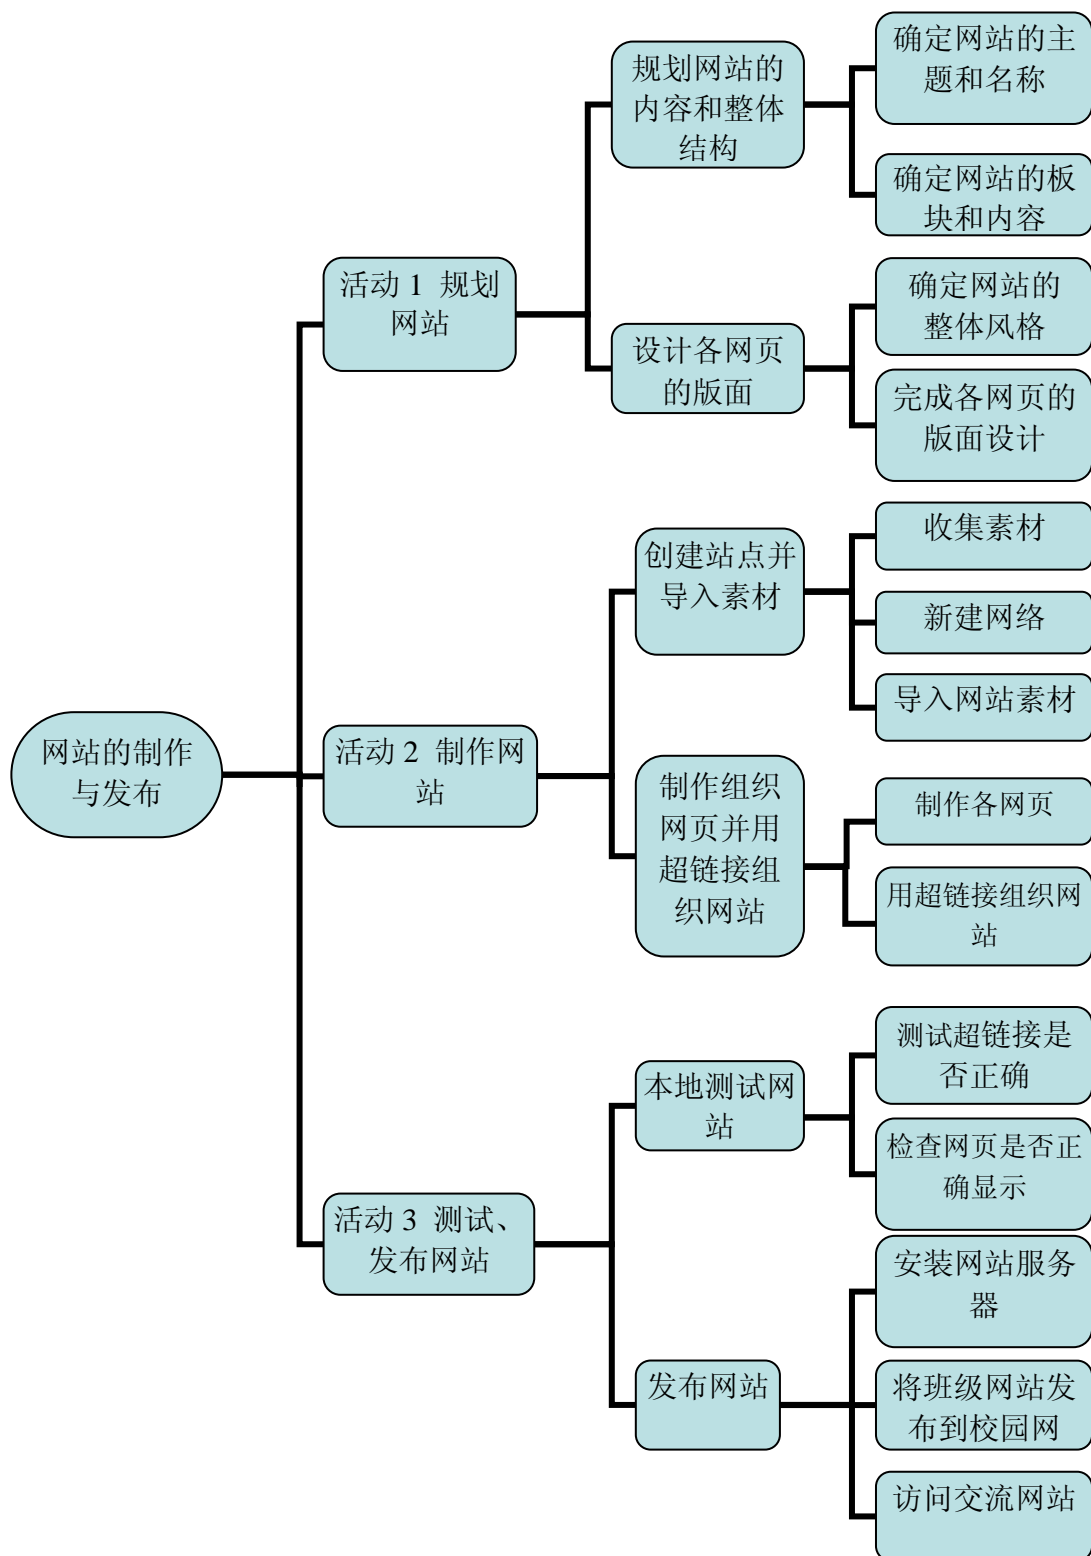 网站的制作
与发布
活动 1  规划
网站
规划网站的
内容和整体
结构
确定网站的主
题和名称
确定网站的板
块和内容
设计各网页
的版面
确定网站的
整体风格
完成各网页的
版面设计
活动 2  制作网
站
创建站点并
导入素材
收集素材
新建网络
导入网站素材
制作组织
网页并用
超链接组
织网站
制作各网页
用超链接组织网
站
活动 3  测试、
发布网站
本地测试网
站
测试超链接是
否正确
检查网页是否正
确显示
发布网站
安装网站服务
器
将班级网站发
布到校园网
访问交流网站